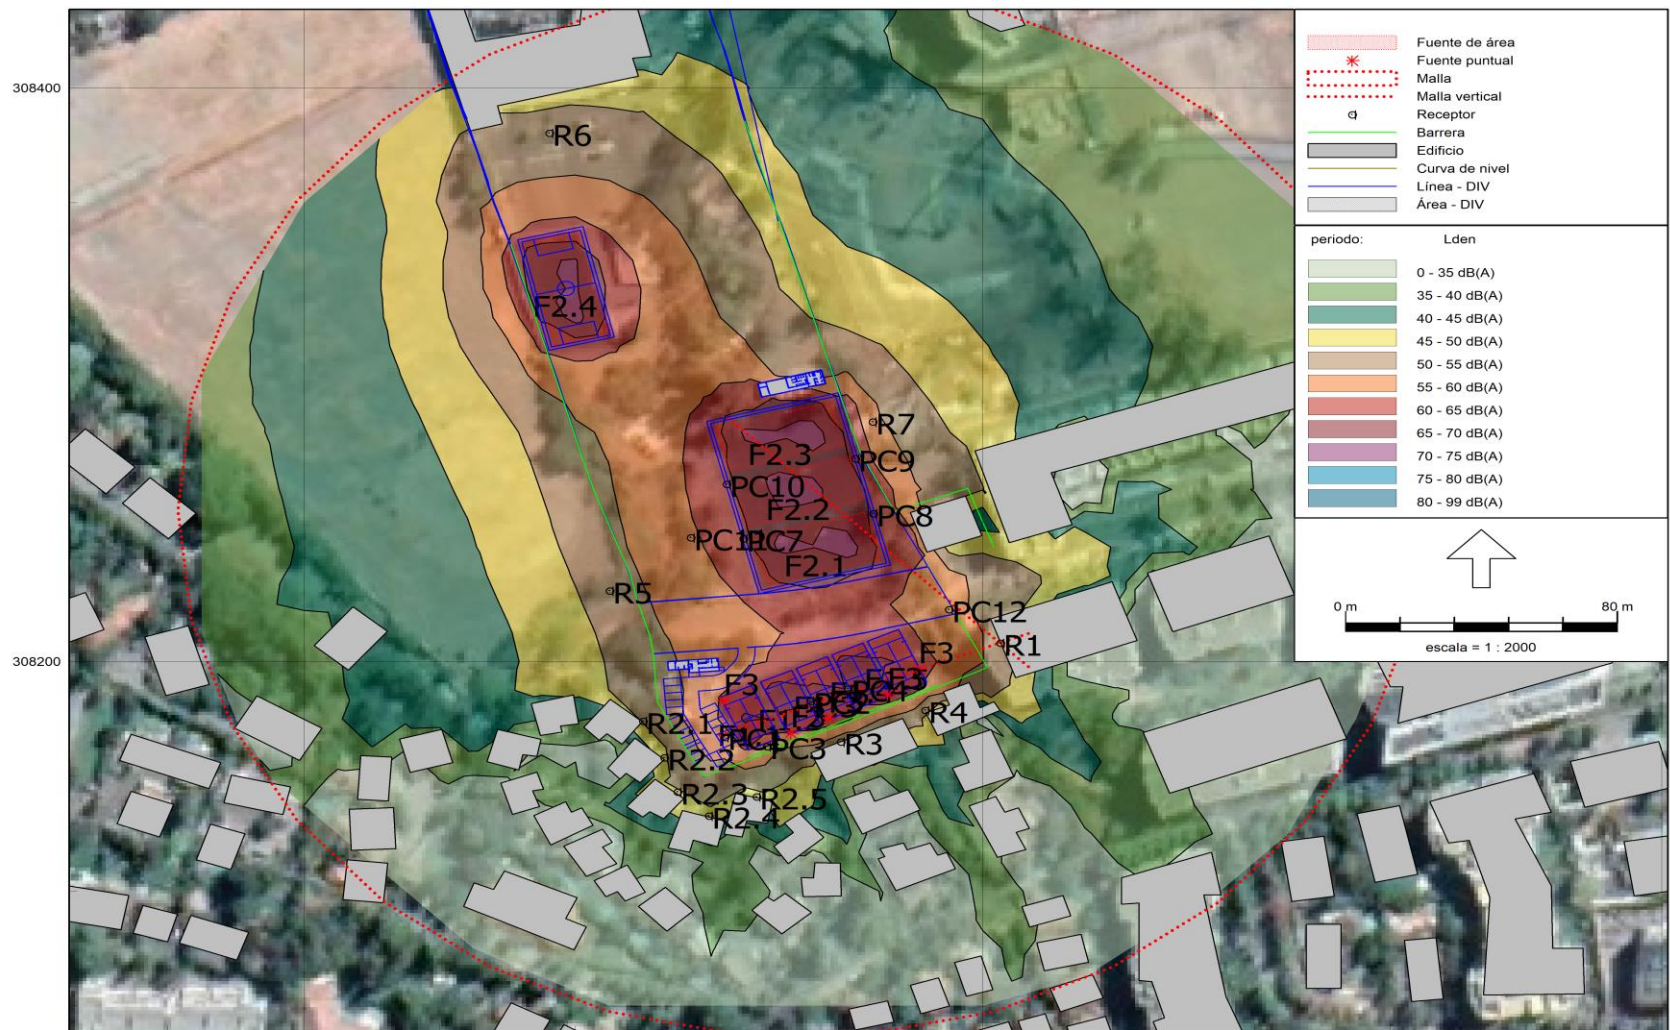 308400
308200
R6
F2.4
R7
F2.3
PC9
PC10
F2.2
PC8
PC11
PC7
F2.1
R5
PC12
R1
F3
F3
F3
PC4
R2.1
R4
PC1
PC3
R3
R2.2
R2.3
R2.5
R2.4
Fuente de área
Fuente puntual
Malla
Malla vertical
Receptor
Barrera
Edificio
Curva de nivel
Línea - DIV
Área - DIV
periodo: Lden
0 - 35 dB(A)
35 - 40 dB(A)
40 - 45 dB(A)
45 - 50 dB(A)
50 - 55 dB(A)
55 - 60 dB(A)
60 - 65 dB(A)
65 - 70 dB(A)
70 - 75 dB(A)
75 - 80 dB(A)
80 - 99 dB(A)
0 m 80 m
escala = 1 : 2000